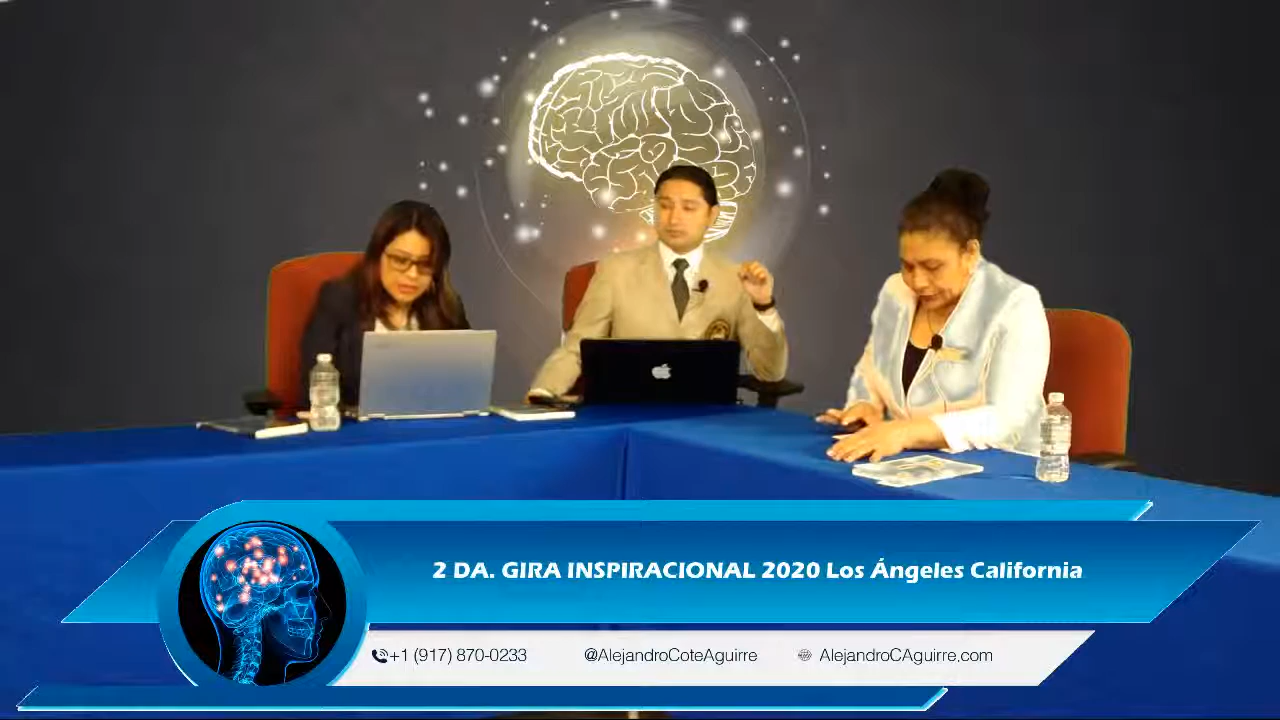 2 DA. GIRA INSPIRACIONAL 2020 Los Ángeles California
+1 (917) 870-0233 @AlejandroCoteAguirre AlejandroCAguirre.com